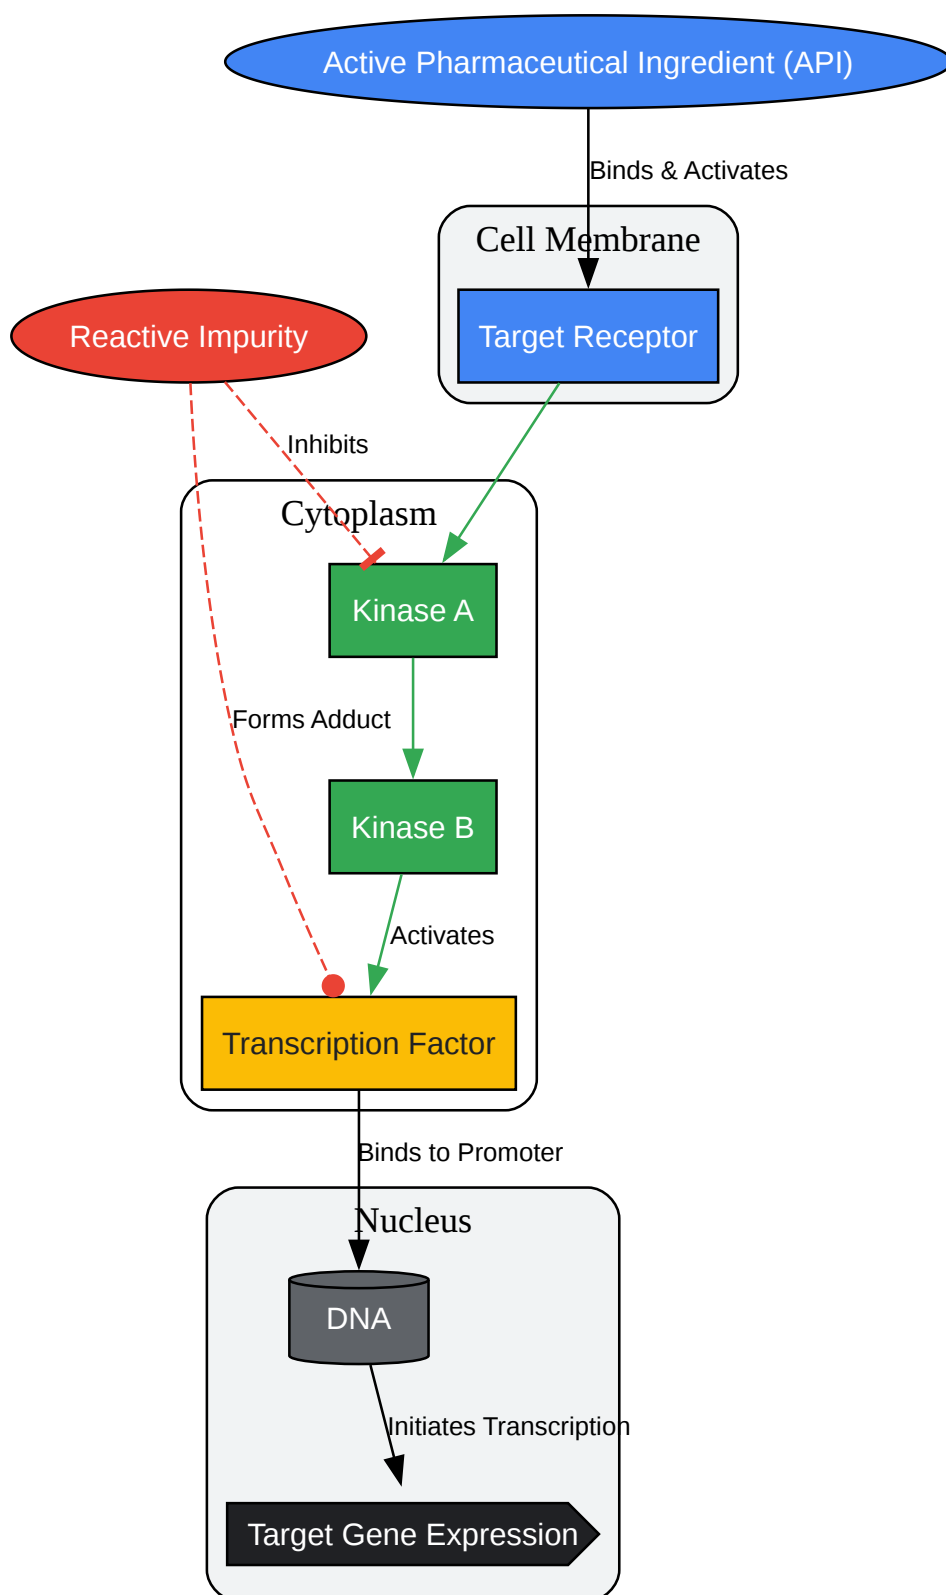 Active Pharmaceutical Ingredient (API)
Binds & Activates
Cell Membrane
Target Receptor
Reactive Impurity
Inhibits
Cytoplasm
Kinase A
Forms Adduct
Kinase B
Activates
Transcription Factor
Binds to Promoter
Nucleus
DNA
Initiates Transcription
Target Gene Expression